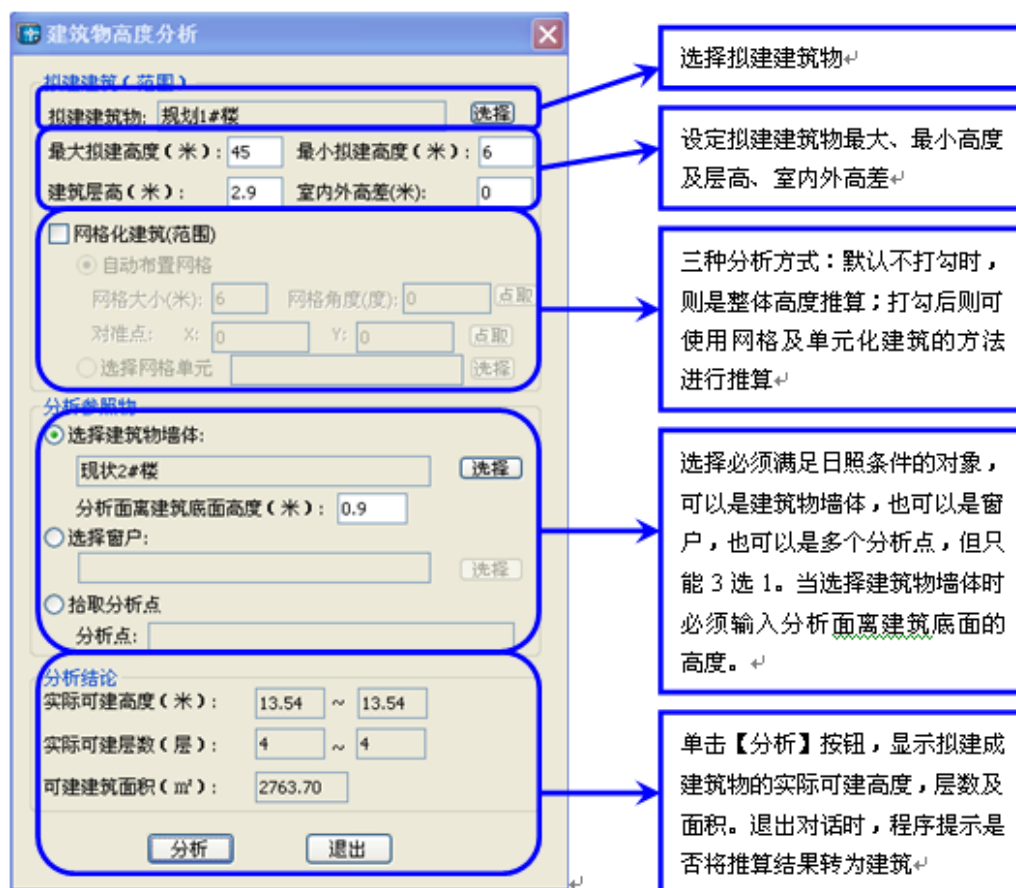 建筑物高度分析
拟建建筑(范围)
拟建建筑物: 规划1#楼 选择
最大拟建高度(米): 45 最小拟建高度(米): 6
建筑层高(米): 2.9 室内外高差(米): 0
网格化建筑(范围)
自动布置网格
网格大小(米): 6 网格角度(度): 0 点取
对准点: X: 0 Y: 0 点取
选择网格单元 选择
分析参照物
选择建筑物墙体:
现状2#楼 选择
分析面离建筑底面高度(米): 0.9
选择窗户:
选择
拾取分析点
分析点:
分析结论
实际可建高度(米): 13.54 ~ 13.54
实际可建层数(层): 4 ~ 4
可建建筑面积(㎡): 2763.70
分析 退出
选择拟建建筑物
设定拟建建筑物最大、最小高度
及层高、室内外高差
三种分析方式：默认不打勾时，
则是整体高度推算；打勾后则可
使用网格及单元化建筑的方法
进行推算
选择必须满足日照条件的对象，
可以是建筑物墙体，也可以是窗
户，也可以是多个分析点，但只
能 3 选 1。当选择建筑物墙体时
必须输入分析面离建筑底面的
高度。
单击【分析】按钮，显示拟建成
建筑物的实际可建高度，层数及
面积。退出对话时，程序提示是
否将推算结果转为建筑